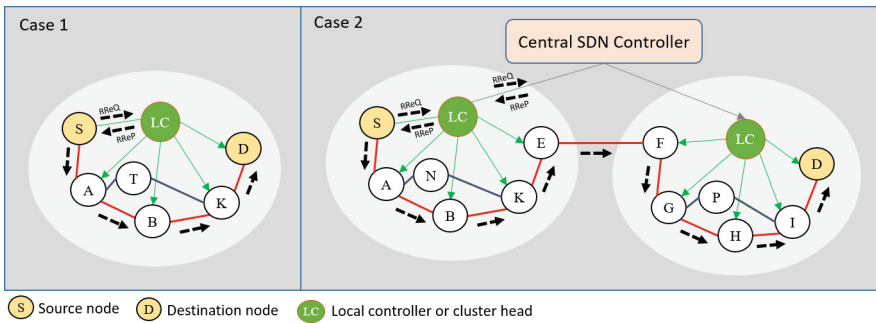 Case 1
RReQ
RReP
S
LC
D
A
T
B
K
Case 2
Central SDN Controller
RReQ
RReP
RReQ
RReP
S
LC
E
A
N
B
K
F
LC
D
G
P
H
I
S Source node
D Destination node
LC Local controller or cluster head